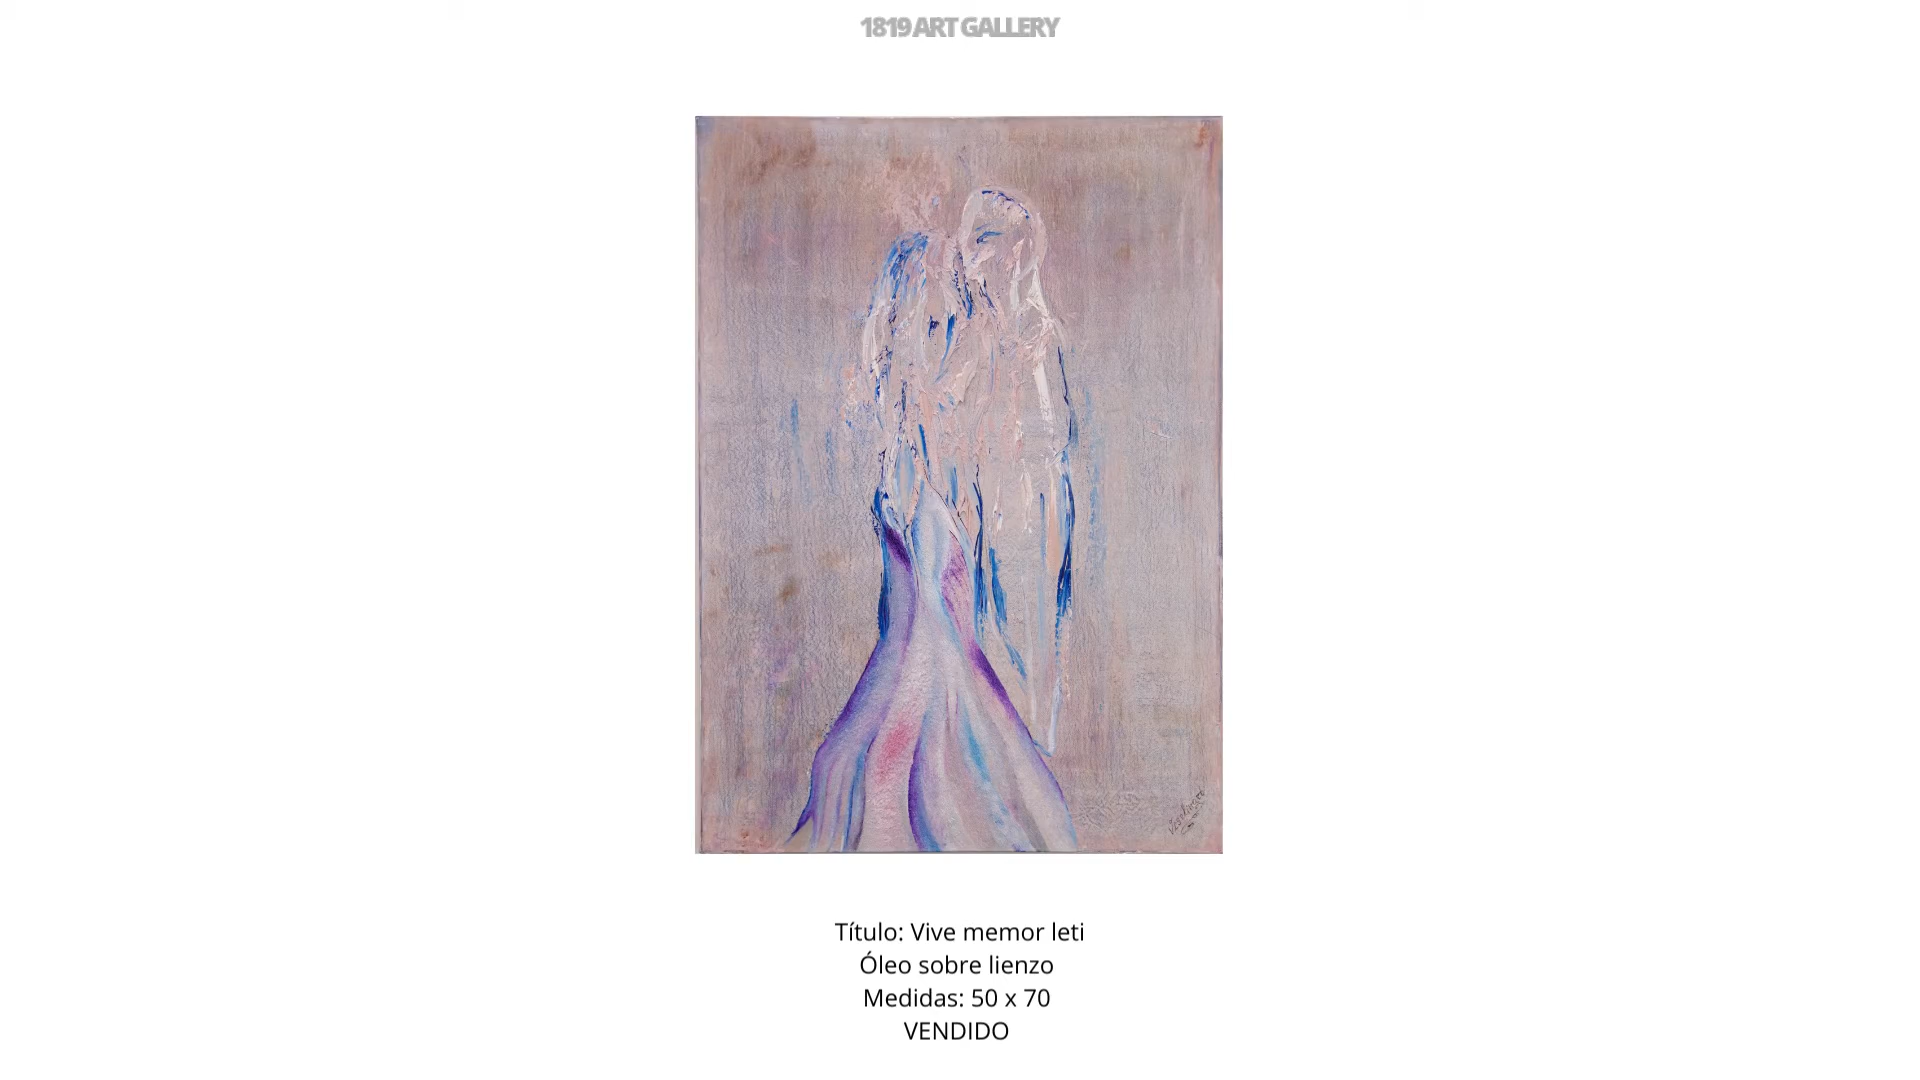 1819 ART GALLERY
Título: Vive memor leti
Óleo sobre lienzo
Medidas: 50 x 70
VENDIDO